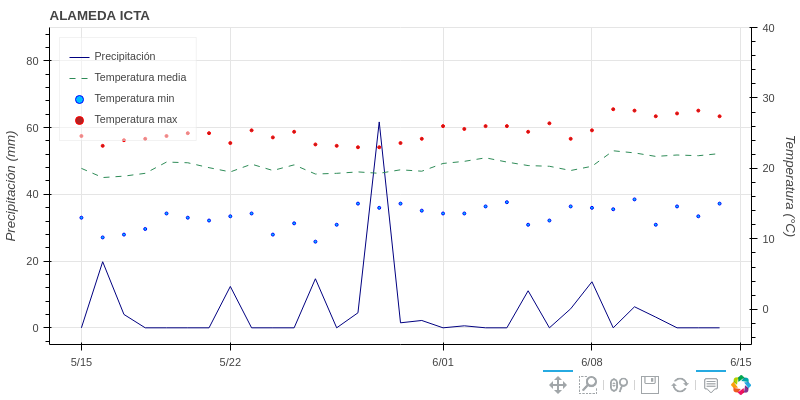 ALAMEDA ICTA
Precipitación
Temperatura media
Temperatura min
Temperatura max
Precipitación (mm)
80
60
40
20
0
Temperatura (°C)
40
30
20
10
0
5/15 5/22 6/01 6/08 6/15